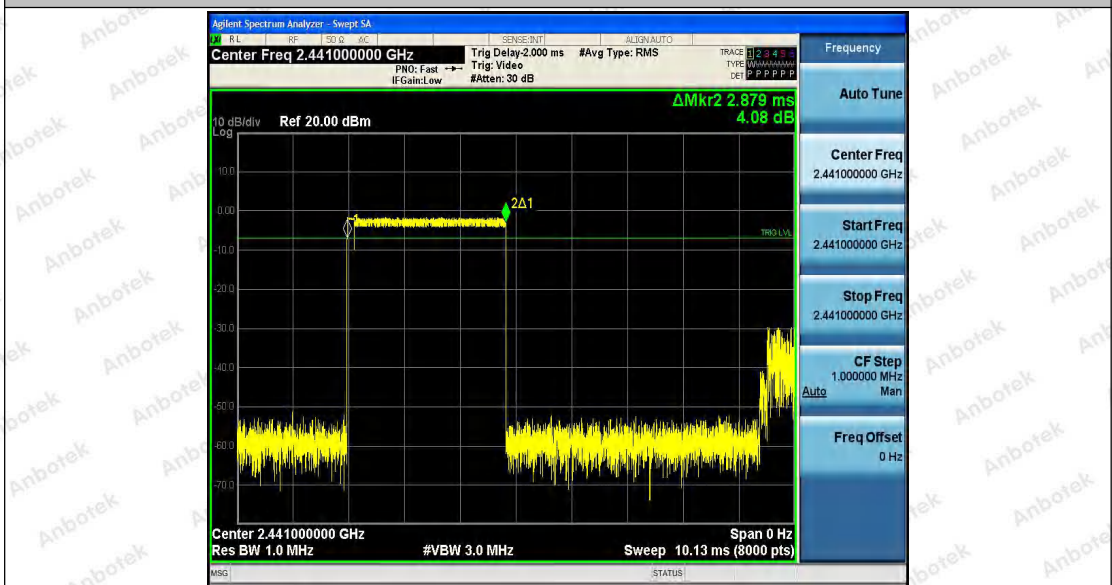 Agilent Spectrum Analyzer - Swept SA
RL RF 50 Ω AC SENSE:INT ALIGN AUTO
Center Freq 2.441000000 GHz
PNO: Fast
IFGain:Low
Trig Delay-2.000 ms
Trig: Video
#Atten: 30 dB
#Avg Type: RMS
TRACE 1 2 3 4 5 6
TYPE
DET P P P P P P
ΔMkr2 2.879 ms
4.08 dB
10 dB/div Ref 20.00 dBm
Log
10.0
0.00
-10.0
-20.0
-30.0
-40.0
-50.0
-60.0
-70.0
1
2Δ1
TRIG LVL
Center 2.441000000 GHz
Span 0 Hz
Res BW 1.0 MHz
#VBW 3.0 MHz
Sweep 10.13 ms (8000 pts)
MSG
STATUS
Frequency
Auto Tune
Center Freq
2.441000000 GHz
Start Freq
2.441000000 GHz
Stop Freq
2.441000000 GHz
CF Step
1.000000 MHz
Auto Man
Freq Offset
0 Hz
Anbotek